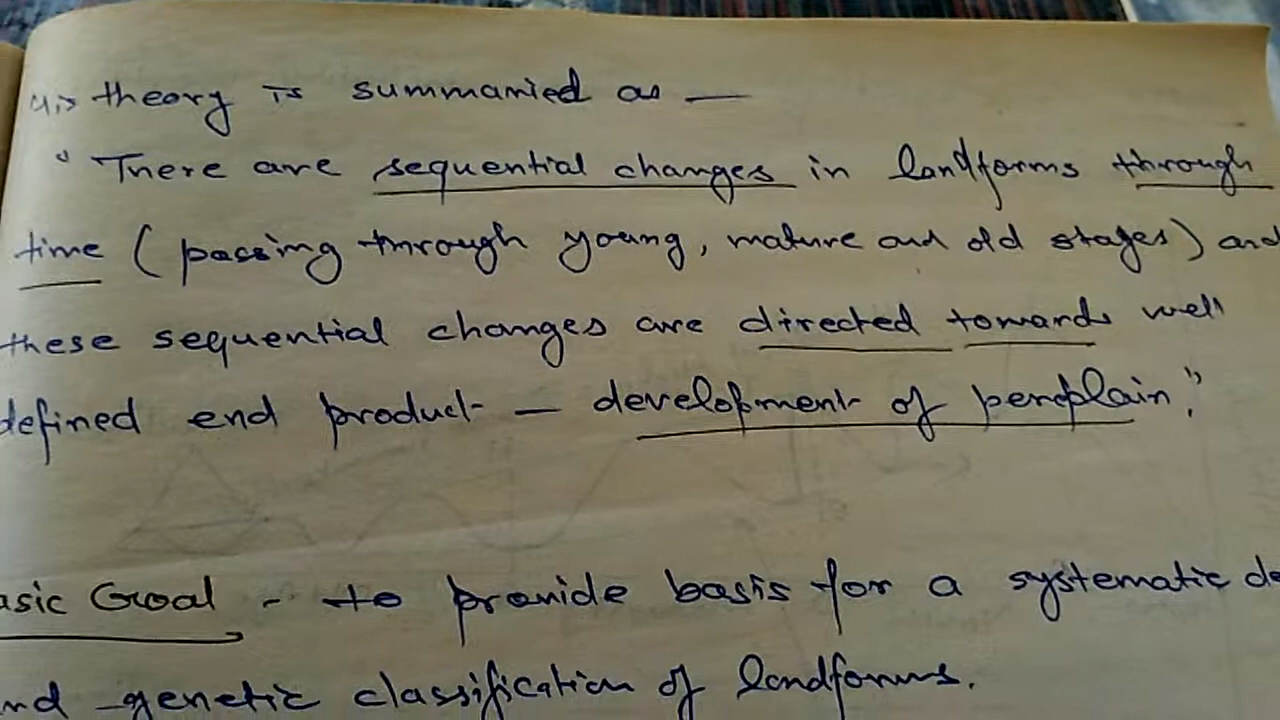 His theory is summaried as —
" There are sequential changes in landforms through
time ( passing through young, mature and old stages) and
these sequential changes are directed towards well
defined end product — development of penplain".
asic Goal - to provide basis for a systematic de
nd genetic classification of landforms.